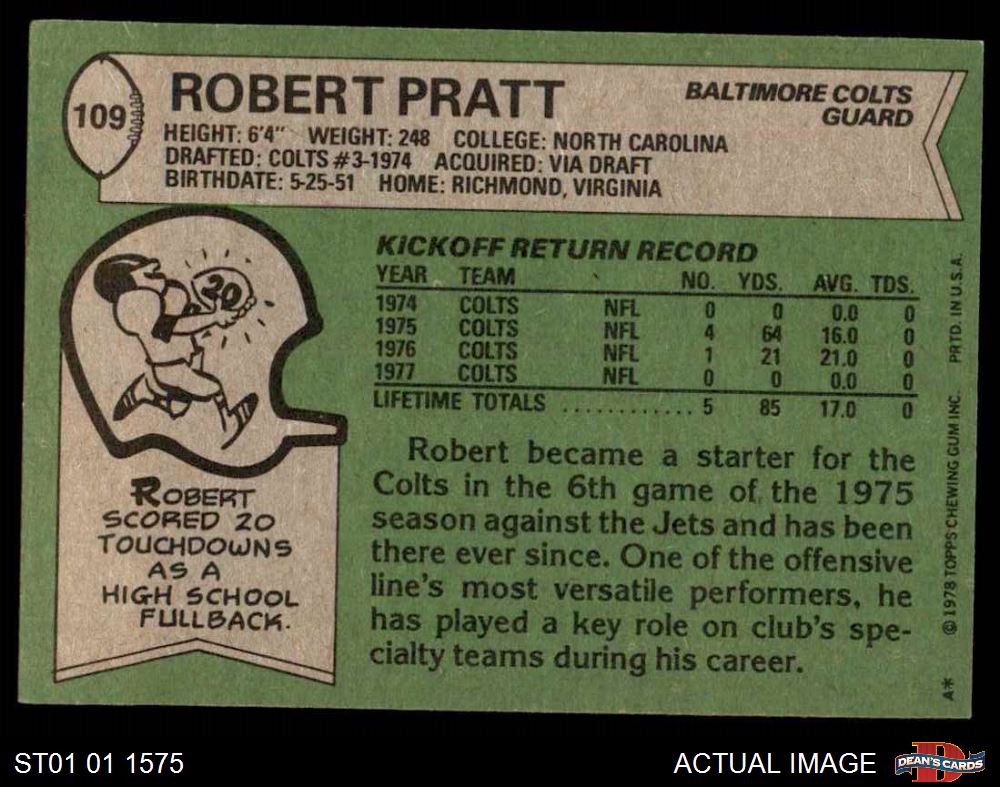 109
ROBERT PRATT
BALTIMORE COLTS
GUARD
HEIGHT: 6'4" WEIGHT: 248 COLLEGE: NORTH CAROLINA
DRAFTED: COLTS #3-1974 ACQUIRED: VIA DRAFT
BIRTHDATE: 5-25-51 HOME: RICHMOND, VIRGINIA
20
ROBERT
SCORED 20
TOUCHDOWNS
AS A
HIGH SCHOOL
FULLBACK.
KICKOFF RETURN RECORD
YEAR TEAM NO. YDS. AVG. TDS.
1974 COLTS NFL 0 0 0.0 0
1975 COLTS NFL 4 64 16.0 0
1976 COLTS NFL 1 21 21.0 0
1977 COLTS NFL 0 0 0.0 0
LIFETIME TOTALS ............ 5 85 17.0 0
Robert became a starter for the
Colts in the 6th game of the 1975
season against the Jets and has been
there ever since. One of the offensive
line's most versatile performers, he
has played a key role on club's spe-
cialty teams during his career.
A* © 1978 TOPPS CHEWING GUM INC. PRTD. IN U.S.A.
ST01 01 1575
ACTUAL IMAGE
D
DEAN'S CARDS